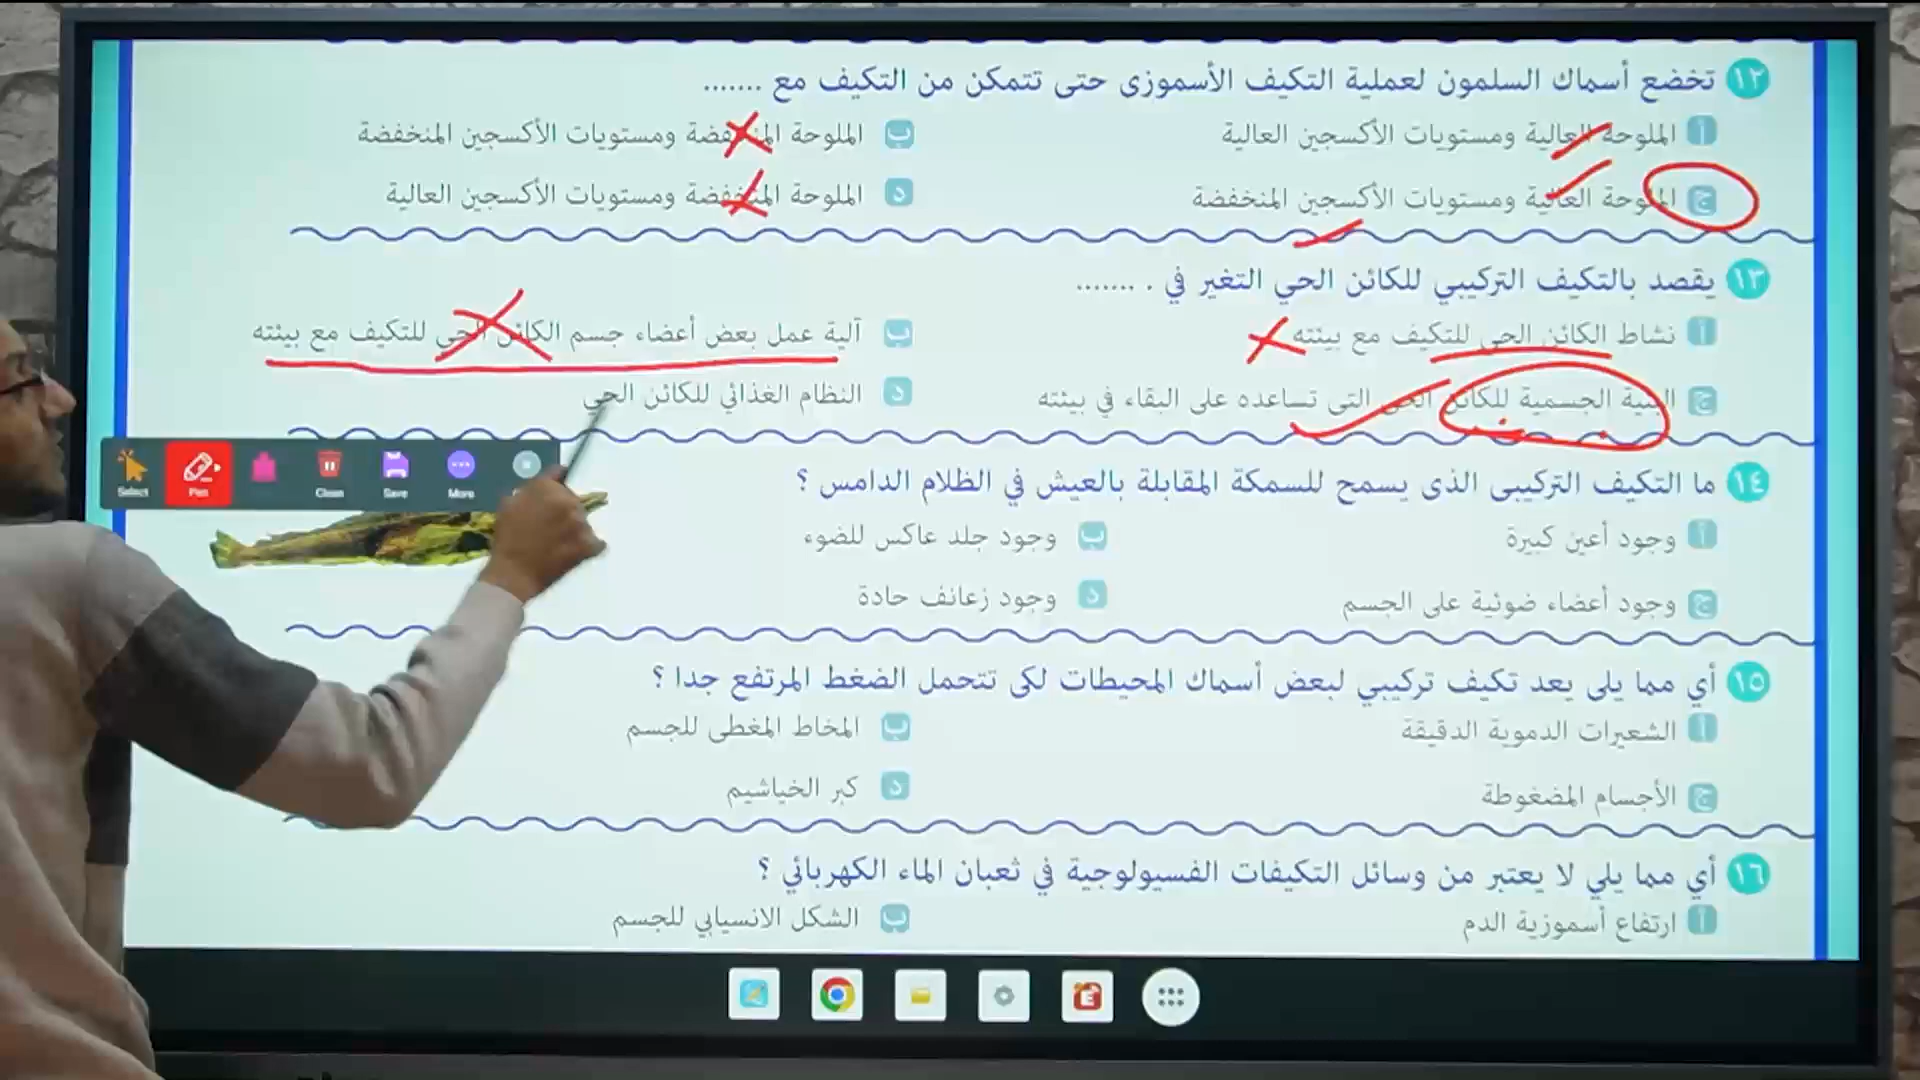 ١٢ تخضع أسماك السلمون لعملية التكيف الأسموزى حتى تتمكن من التكيف مع .......
أ الملوحة العالية ومستويات الأكسجين العالية
ب الملوحة المنخفضة ومستويات الأكسجين المنخفضة
ج الملوحة العالية ومستويات الأكسجين المنخفضة
د الملوحة المنخفضة ومستويات الأكسجين العالية
١٣ يقصد بالتكيف التركيبي للكائن الحي التغير في . .......
أ نشاط الكائن الحى للتكيف مع بيئته
ب آلية عمل بعض أعضاء جسم الكائن الحي للتكيف مع بيئته
ج البنية الجسمية للكائن الحى التى تساعده على البقاء في بيئته
د النظام الغذائي للكائن الحي
Select Pen Clean Save More
١٤ ما التكيف التركيبى الذى يسمح للسمكة المقابلة بالعيش في الظلام الدامس ؟
أ وجود أعين كبيرة
ب وجود جلد عاكس للضوء
ج وجود أعضاء ضوئية على الجسم
د وجود زعانف حادة
١٥ أي مما يلى يعد تكيف تركيبي لبعض أسماك المحيطات لكى تتحمل الضغط المرتفع جدا ؟
أ الشعيرات الدموية الدقيقة
ب المخاط المغطى للجسم
ج الأجسام المضغوطة
د كبر الخياشيم
١٦ أي مما يلي لا يعتبر من وسائل التكيفات الفسيولوجية في ثعبان الماء الكهربائي ؟
أ ارتفاع أسموزية الدم
ب الشكل الانسيابي للجسم